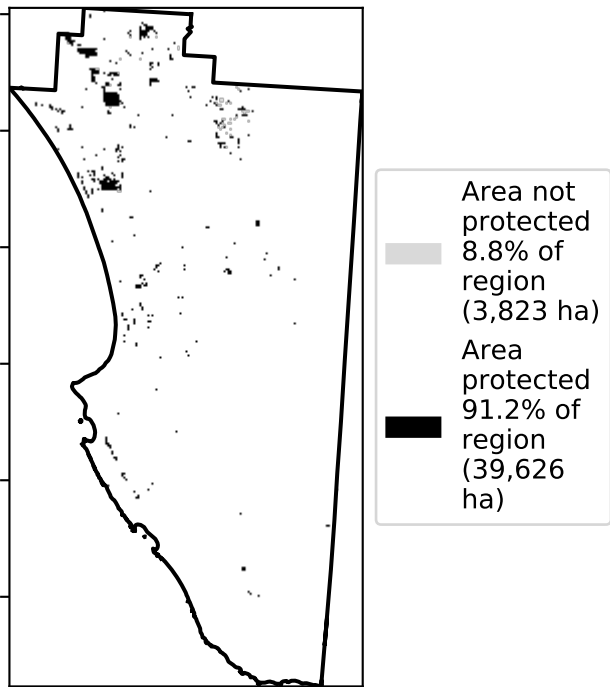 Area not
protected
8.8% of
region
(3,823 ha)
Area
protected
91.2% of
region
(39,626
ha)